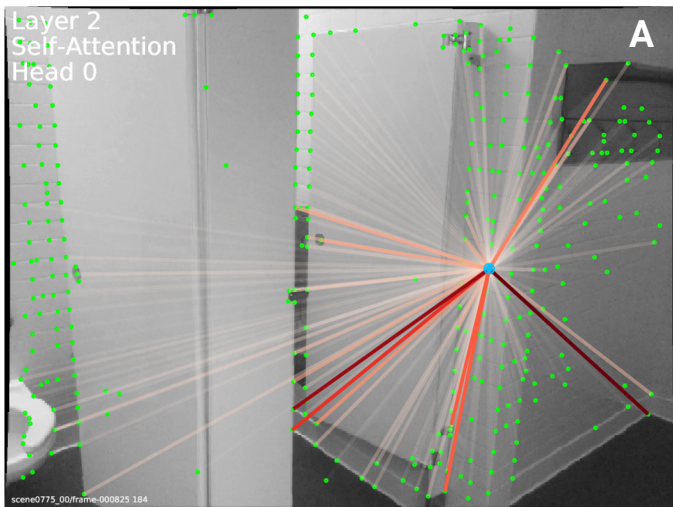 Layer 2
Self-Attention
Head 0
A
scene0775_00/frame-000825 184